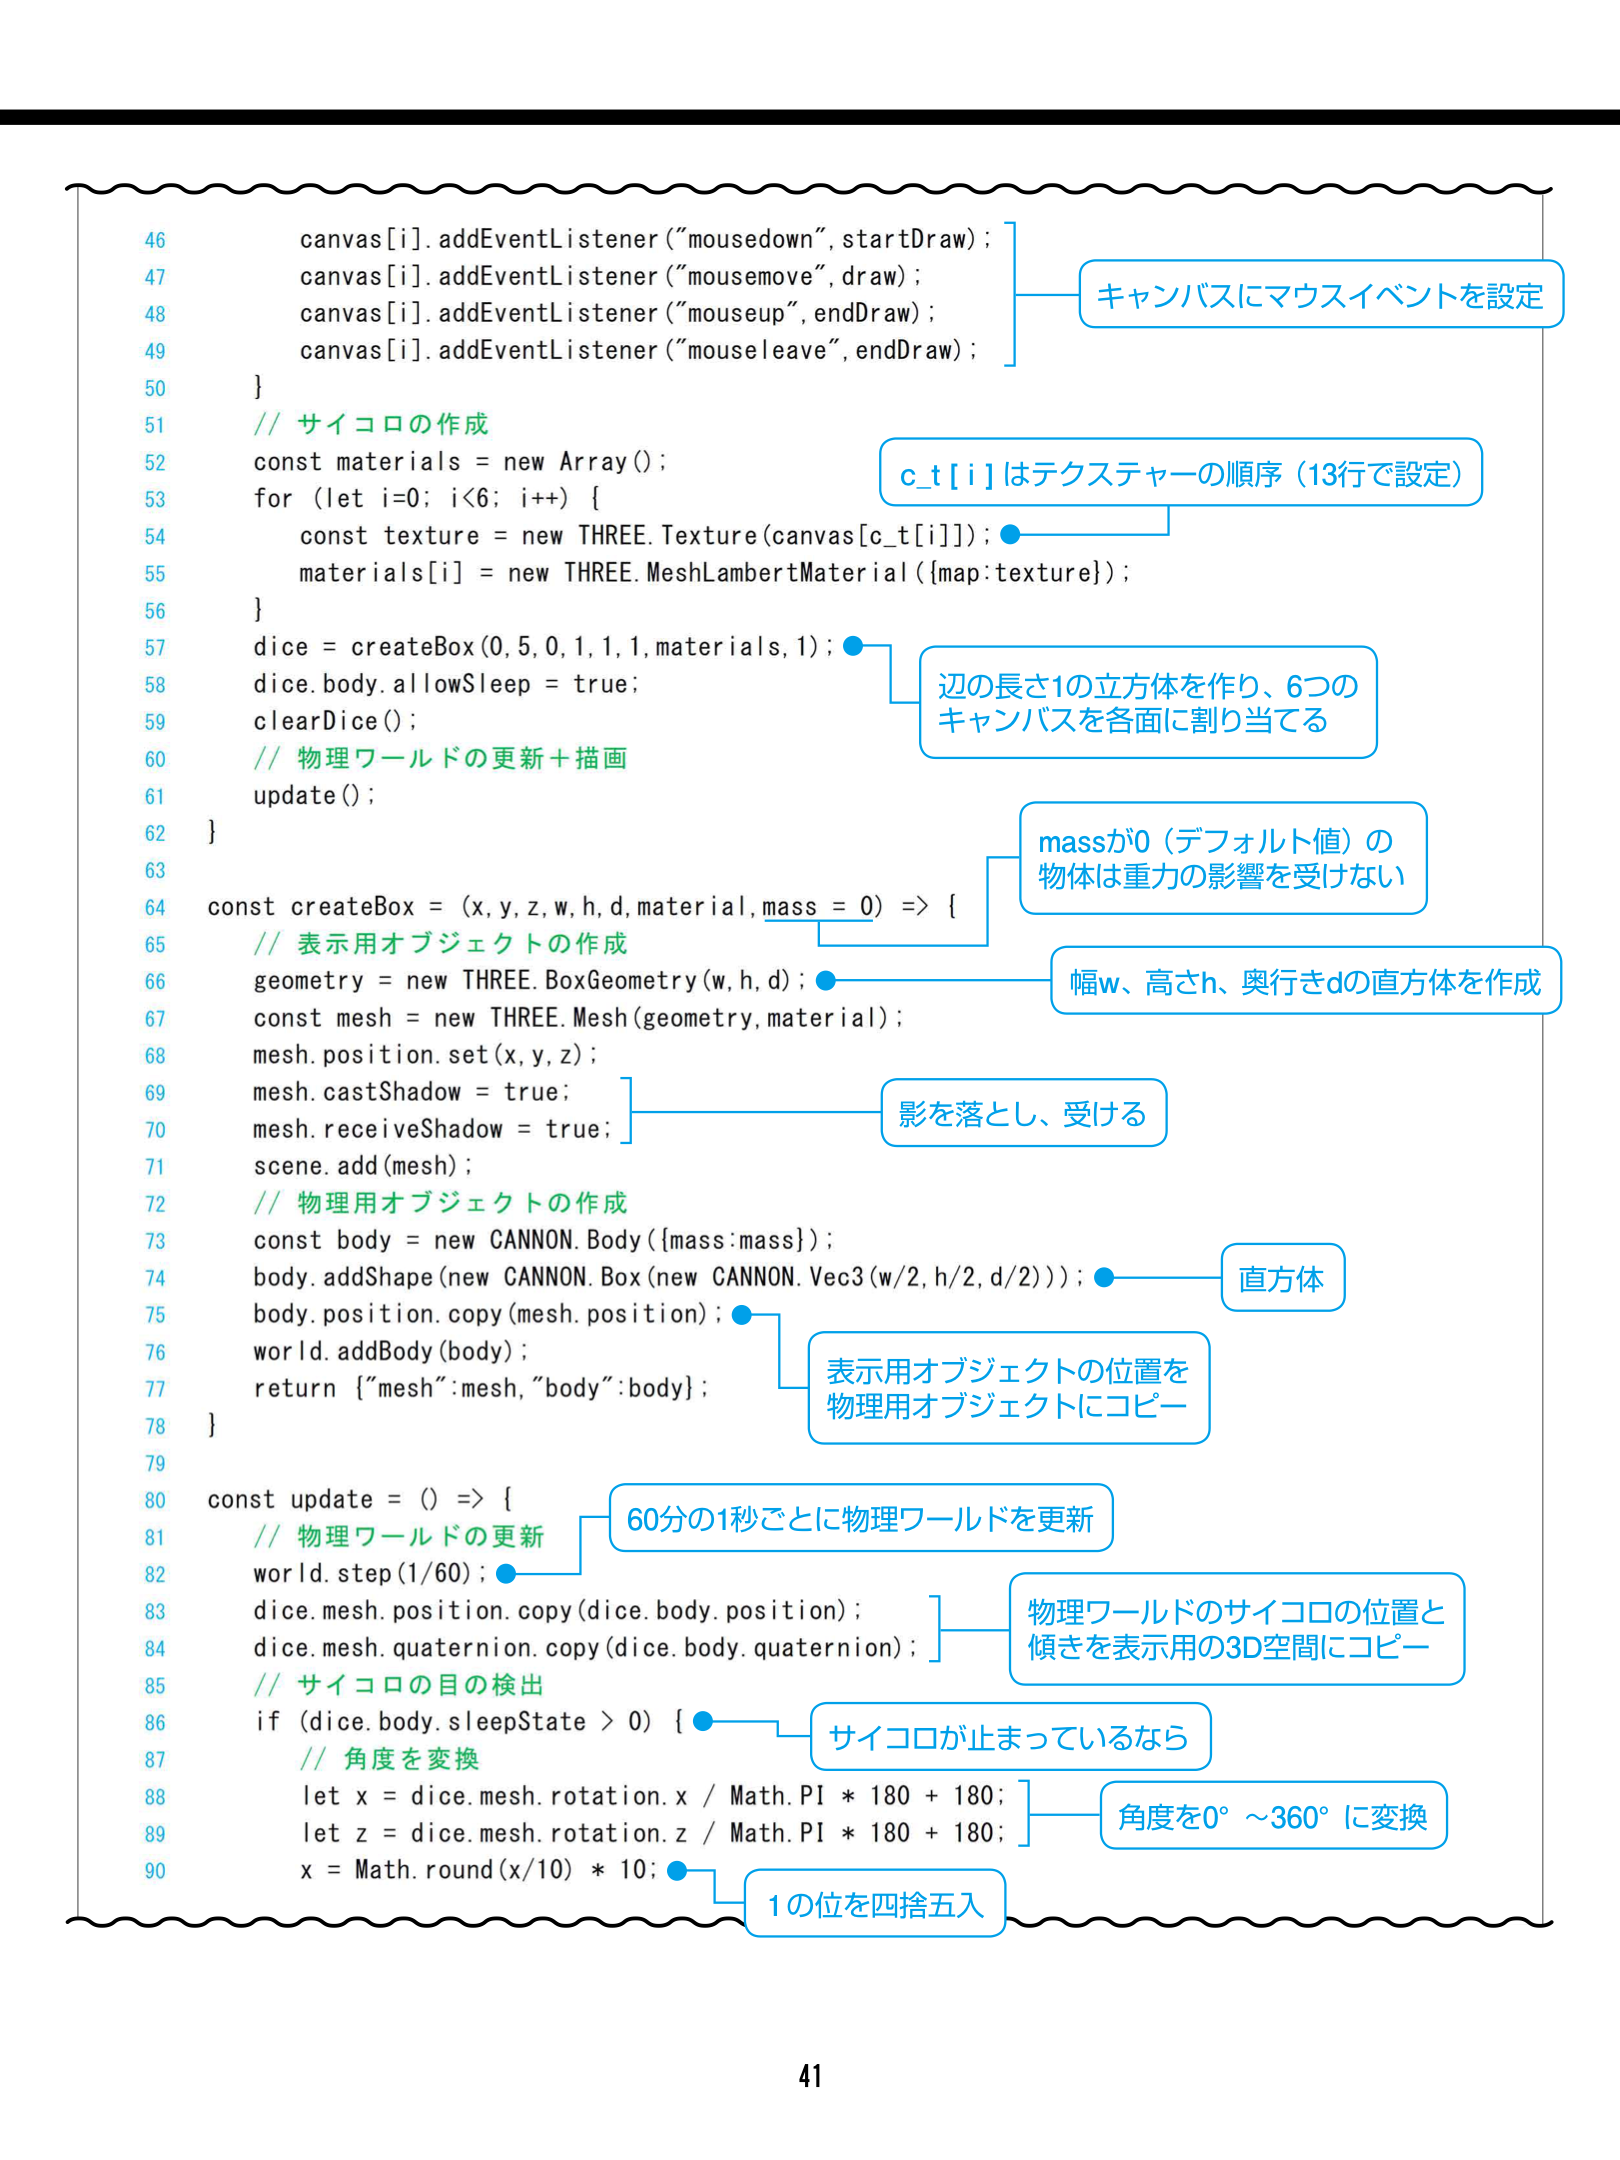 46 canvas[i].addEventListener("mousedown",startDraw);
47 canvas[i].addEventListener("mousemove",draw);
キャンバスにマウスイベントを設定
48 canvas[i].addEventListener("mouseup",endDraw);
49 canvas[i].addEventListener("mouseleave",endDraw);
50 }
51 // サイコロの作成
52 const materials = new Array();
c_t [ i ] はテクスチャーの順序（13行で設定）
53 for (let i=0; i<6; i++) {
54 const texture = new THREE.Texture(canvas[c_t[i]]);
55 materials[i] = new THREE.MeshLambertMaterial({map:texture});
56 }
57 dice = createBox(0,5,0,1,1,1,materials,1);
辺の長さ1の立方体を作り、6つの
キャンバスを各面に割り当てる
58 dice.body.allowSleep = true;
59 clearDice();
60 // 物理ワールドの更新＋描画
61 update();
62 }
massが0（デフォルト値）の
物体は重力の影響を受けない
63
64 const createBox = (x,y,z,w,h,d,material,mass = 0) => {
65 // 表示用オブジェクトの作成
66 geometry = new THREE.BoxGeometry(w,h,d);
幅w、高さh、奥行きdの直方体を作成
67 const mesh = new THREE.Mesh(geometry,material);
68 mesh.position.set(x,y,z);
69 mesh.castShadow = true;
影を落とし、受ける
70 mesh.receiveShadow = true;
71 scene.add(mesh);
72 // 物理用オブジェクトの作成
73 const body = new CANNON.Body({mass:mass});
74 body.addShape(new CANNON.Box(new CANNON.Vec3(w/2,h/2,d/2)));
直方体
75 body.position.copy(mesh.position);
表示用オブジェクトの位置を
物理用オブジェクトにコピー
76 world.addBody(body);
77 return {"mesh":mesh,"body":body};
78 }
79
80 const update = () => {
60分の1秒ごとに物理ワールドを更新
81 // 物理ワールドの更新
82 world.step(1/60);
83 dice.mesh.position.copy(dice.body.position);
物理ワールドのサイコロの位置と
傾きを表示用の3D空間にコピー
84 dice.mesh.quaternion.copy(dice.body.quaternion);
85 // サイコロの目の検出
86 if (dice.body.sleepState > 0) {
サイコロが止まっているなら
87 // 角度を変換
88 let x = dice.mesh.rotation.x / Math.PI * 180 + 180;
角度を0°～360°に変換
89 let z = dice.mesh.rotation.z / Math.PI * 180 + 180;
90 x = Math.round(x/10) * 10;
1の位を四捨五入
41